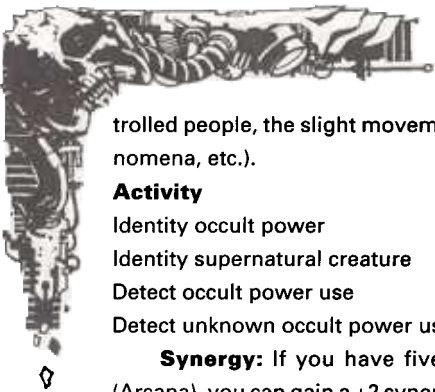 trolled people, the slight movem
nomena, etc.).
Activity
Identity occult power
Identity supernatural creature
Detect occult power use
Detect unknown occult power us
Synergy: If you have five
(Arcana), you can gain a +2 syner